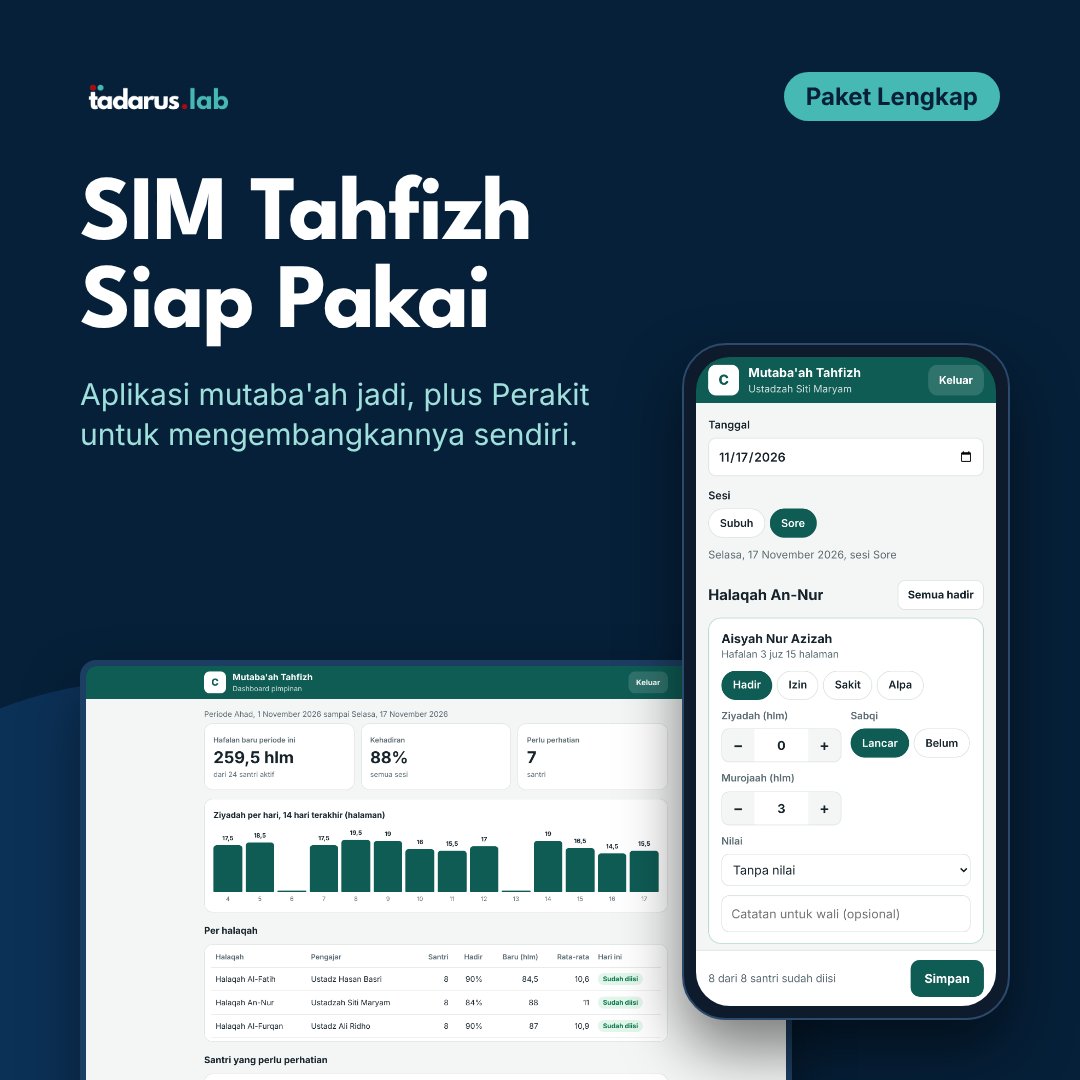 tadarus.lab
Paket Lengkap
SIM Tahfizh
Siap Pakai
Aplikasi mutaba'ah jadi, plus Perakit
untuk mengembangkannya sendiri.
C
Mutaba'ah Tahfizh
Ustadzah Siti Maryam
Keluar
Tanggal
11/17/2026
Sesi
Subuh Sore
Selasa, 17 November 2026, sesi Sore
Halaqah An-Nur Semua hadir
Aisyah Nur Azizah
Hafalan 3 juz 15 halaman
Hadir Izin Sakit Alpa
Ziyadah (hlm) Sabqi
− 0 + Lancar Belum
Murojaah (hlm)
− 3 +
Nilai
Tanpa nilai
Catatan untuk wali (opsional)
8 dari 8 santri sudah diisi Simpan
C
Mutaba'ah Tahfizh
Dashboard pimpinan
Keluar
Periode Ahad, 1 November 2026 sampai Selasa, 17 November 2026
Hafalan baru periode ini
259,5 hlm
dari 24 santri aktif
Kehadiran
88%
semua sesi
Perlu perhatian
7
santri
Ziyadah per hari, 14 hari terakhir (halaman)
17,5 18,5 17,5 19,5 19 16 15,5 17 19 16,5 14,5 15,5
4 5 6 7 8 9 10 11 12 13 14 15 16 17
Per halaqah
Halaqah Pengajar Santri Hadir Baru (hlm) Rata-rata Hari ini
Halaqah Al-Fatih Ustadz Hasan Basri 8 90% 84,5 10,6 Sudah diisi
Halaqah An-Nur Ustadzah Siti Maryam 8 84% 88 11 Sudah diisi
Halaqah Al-Furqan Ustadz Ali Ridho 8 90% 87 10,9 Sudah diisi
Santri yang perlu perhatian